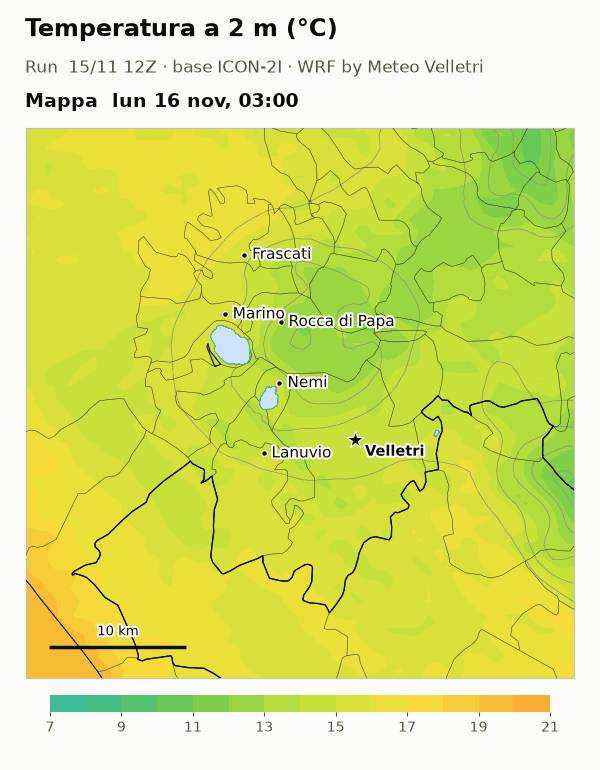 Temperatura a 2 m (°C)
Run  15/11 12Z · base ICON-2I · WRF by Meteo Velletri
Mappa  lun 16 nov, 03:00
Frascati
Marino
Rocca di Papa
Nemi
Velletri
Lanuvio
10 km
7 9 11 13 15 17 19 21